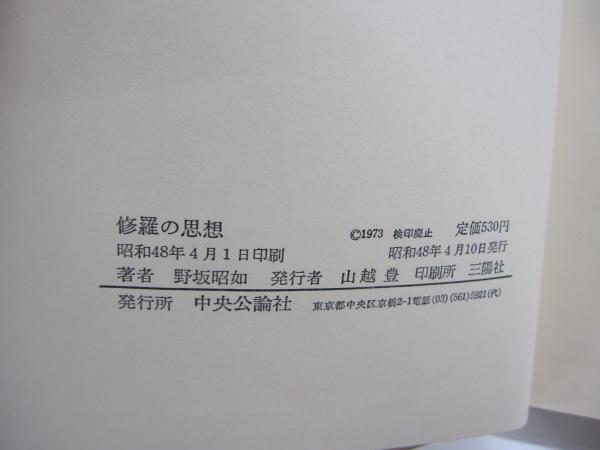 修羅の思想 ©1973 検印廃止 定価530円
昭和48年4月1日印刷 昭和48年4月10日発行
著者 野坂昭如 発行者 山越豊 印刷所 三陽社
発行所 中央公論社 東京都中央区京橋2-1電話(03)(561)5921(代)